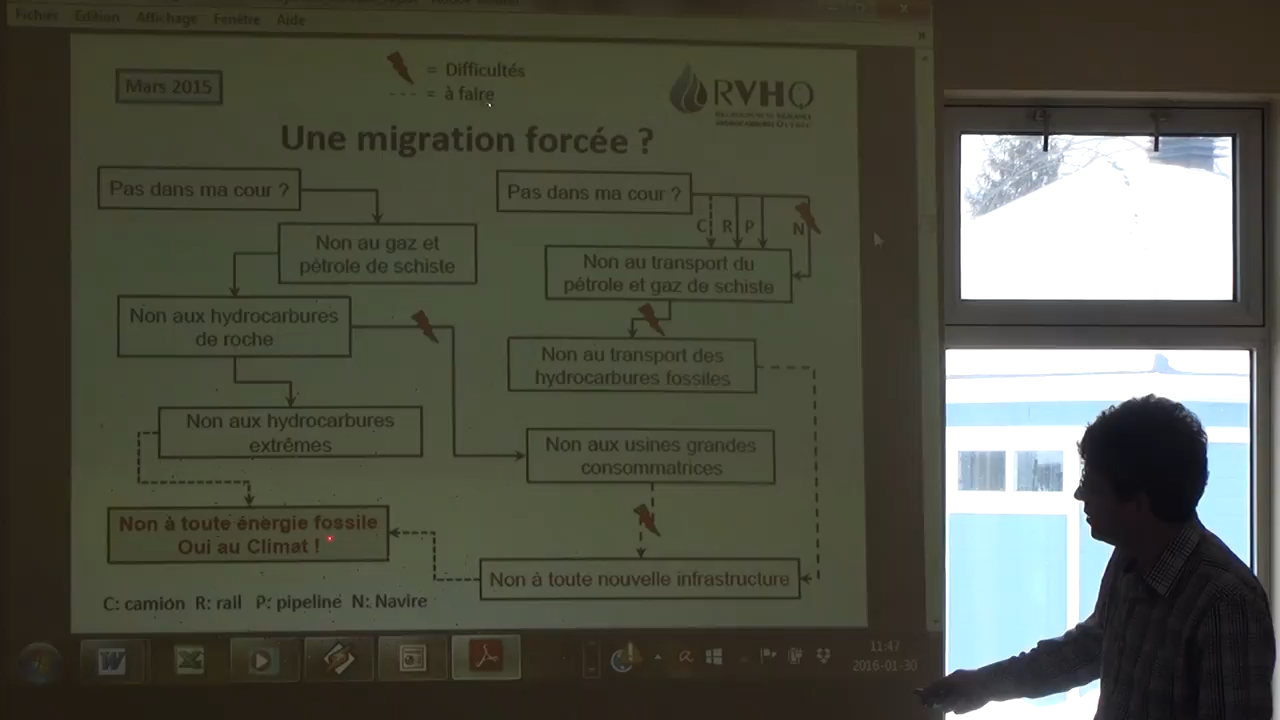 Fichier Edition Affichage Fenêtre Aide
Mars 2015
= Difficultés
= à faire
RVHQ
Une migration forcée ?
Pas dans ma cour ?
Pas dans ma cour ?
C R P N
Non au gaz et
pétrole de schiste
Non au transport du
pétrole et gaz de schiste
Non aux hydrocarbures
de roche
Non au transport des
hydrocarbures fossiles
Non aux hydrocarbures
extrêmes
Non aux usines grandes
consommatrices
Non à toute énergie fossile
Oui au Climat !
Non à toute nouvelle infrastructure
C: camion R: rail P: pipeline N: Navire
11:47
2016-01-30